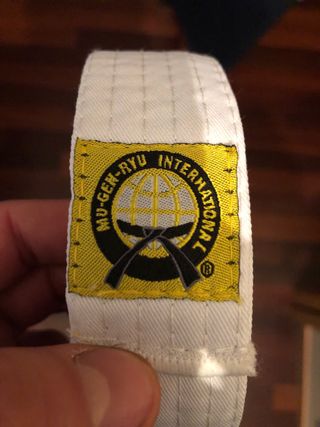 MU-GEN-RYU INTERNATIONAL
®